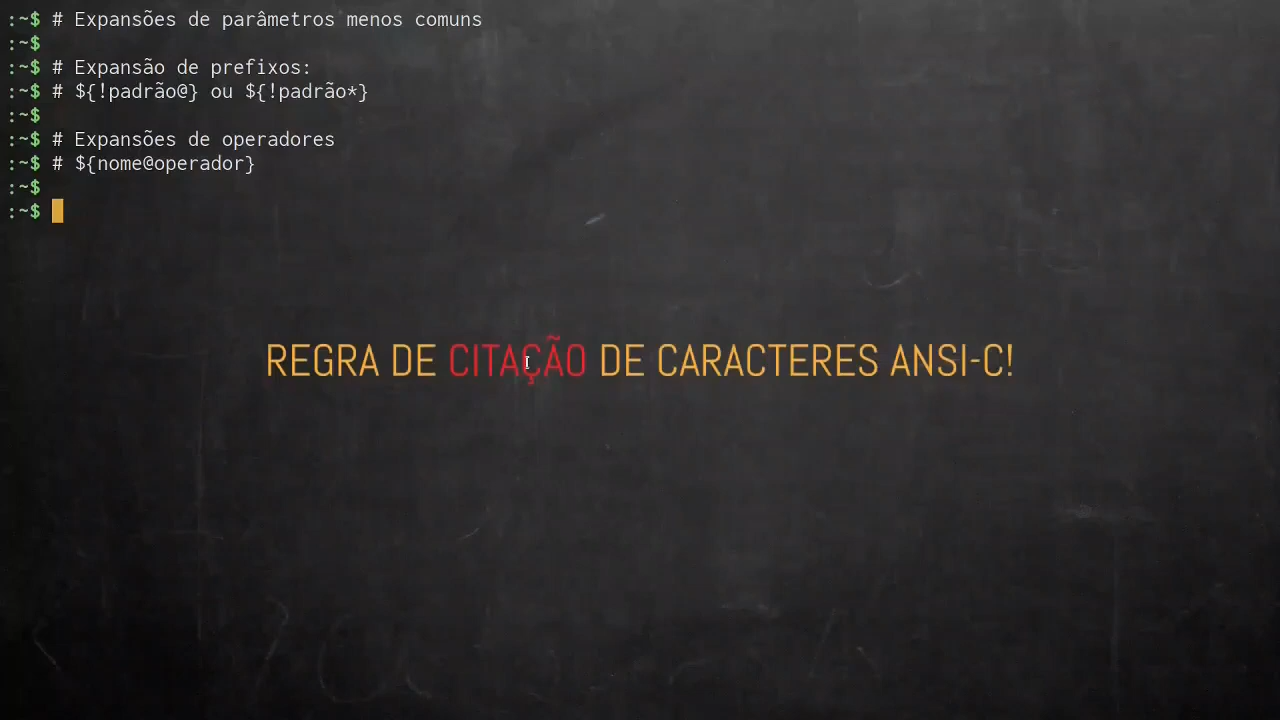 :~$ # Expansões de parâmetros menos comuns
:~$
:~$ # Expansão de prefixos:
:~$ # ${!padrão@} ou ${!padrão*}
:~$
:~$ # Expansões de operadores
:~$ # ${nome@operador}
:~$
:~$
REGRA DE CITAÇÃO DE CARACTERES ANSI-C!